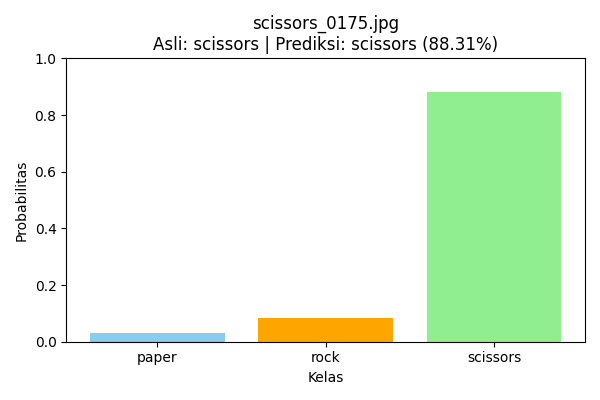 scissors_0175.jpg
Asli: scissors | Prediksi: scissors (88.31%)
1.0
0.8
0.6
0.4
0.2
0.0
Probabilitas
paper
rock
scissors
Kelas